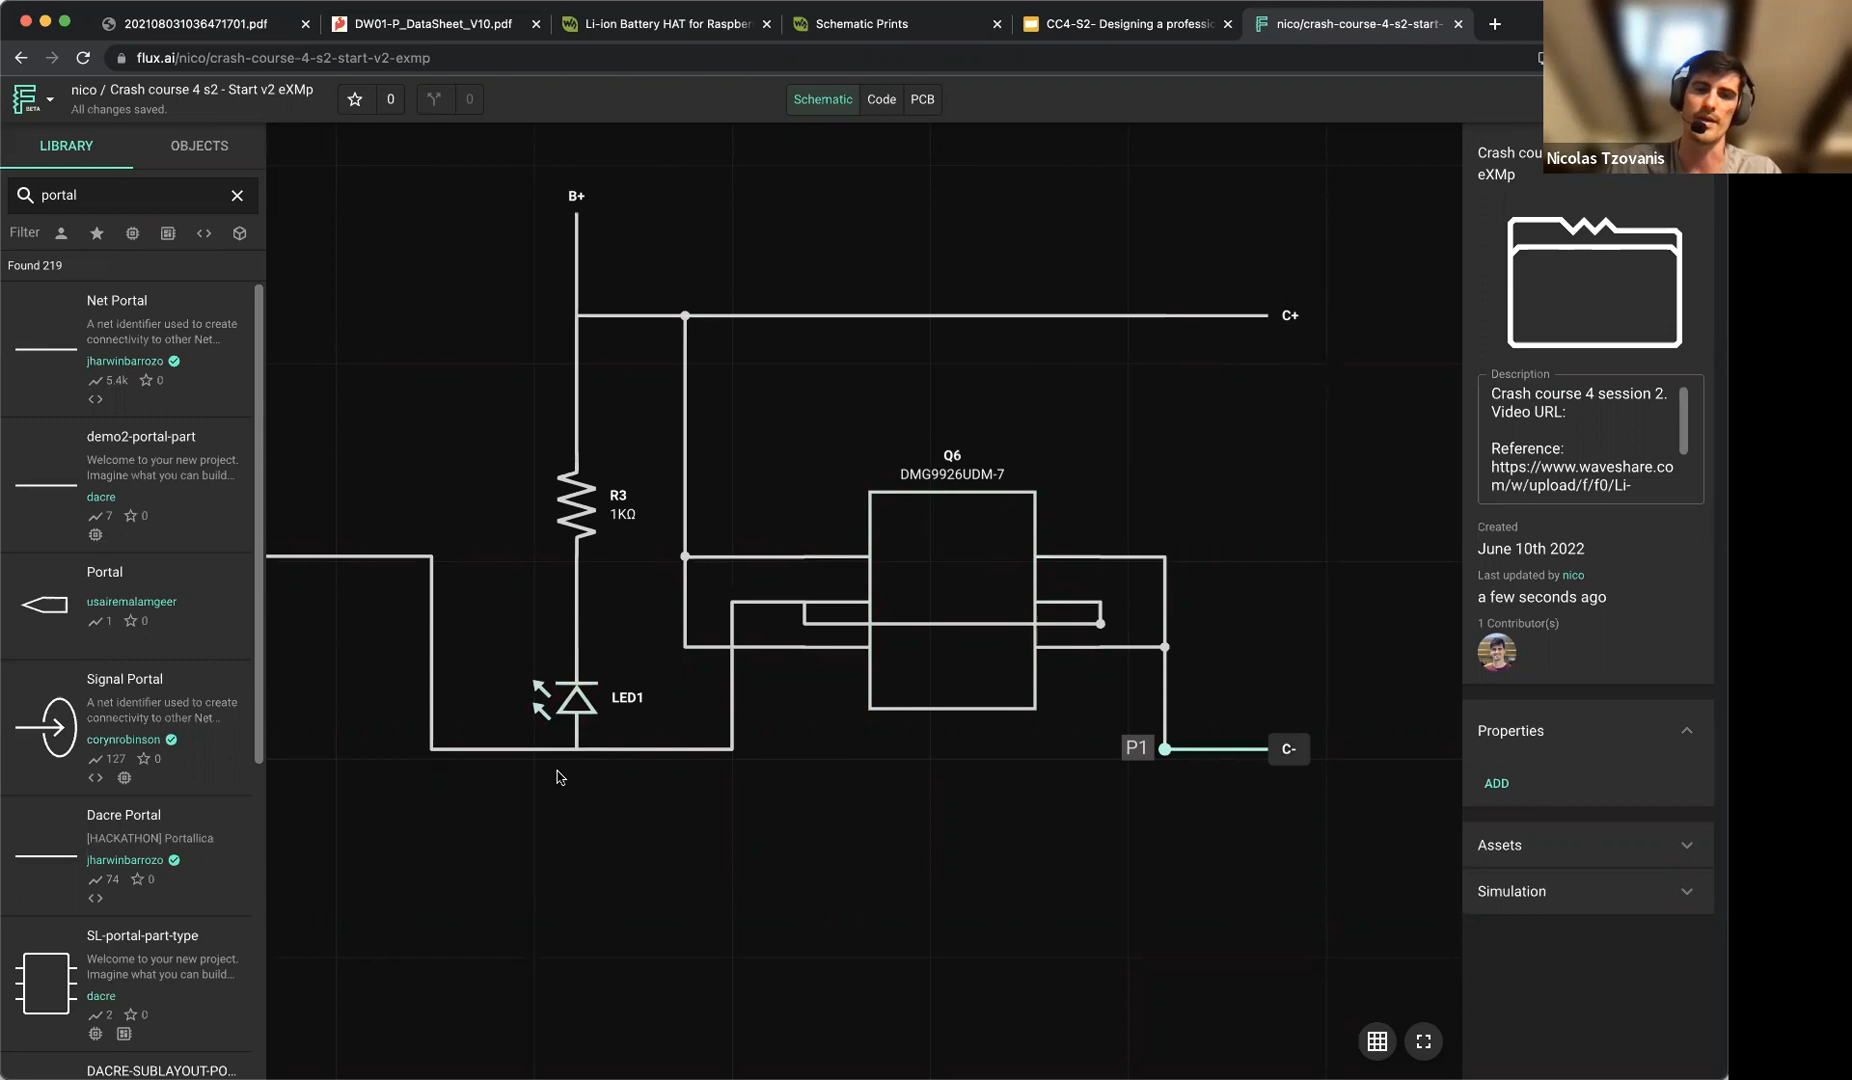 202108031036471701.pdf
DW01-P_DataSheet_V10.pdf
Li-ion Battery HAT for Raspber
Schematic Prints
CC4-S2- Designing a professi
nico/crash-course-4-s2-start-
flux.ai/nico/crash-course-4-s2-start-v2-exmp
BETA
nico / Crash course 4 s2 - Start v2 eXMp
All changes saved.
0
0
Schematic
Code
PCB
Nicolas Tzovanis
LIBRARY
OBJECTS
portal
Filter
Found 219
Net Portal
A net identifier used to create
connectivity to other Net...
jharwinbarrozo
5.4k
0
demo2-portal-part
Welcome to your new project.
Imagine what you can build...
dacre
7
0
Portal
usairemalamgeer
1
0
Signal Portal
A net identifier used to create
connectivity to other Net...
corynrobinson
127
0
Dacre Portal
[HACKATHON] Portallica
jharwinbarrozo
74
0
SL-portal-part-type
Welcome to your new project.
Imagine what you can build...
dacre
2
0
DACRE-SUBLAYOUT-PO...
B+
C+
R3
1KΩ
LED1
Q6
DMG9926UDM-7
P1
C-
Crash cou
eXMp
Description
Crash course 4 session 2.
Video URL:
Reference:
https://www.waveshare.co
m/w/upload/f/f0/Li-
Created
June 10th 2022
Last updated by nico
a few seconds ago
1 Contributor(s)
Properties
ADD
Assets
Simulation